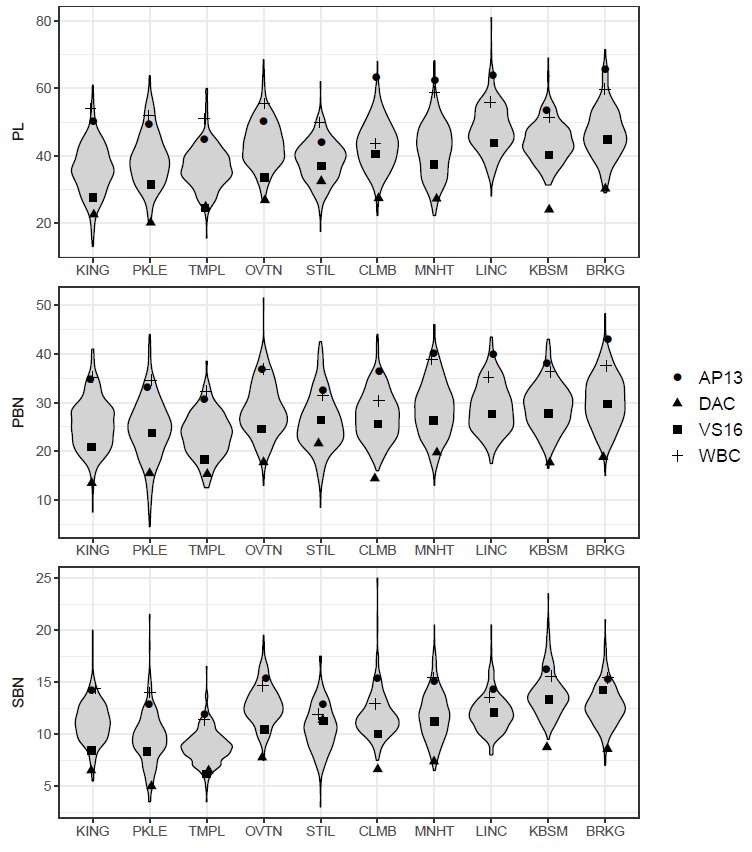 80
60
40
20
PL
KING PKLE TMPL OVTN STIL CLMB MNHT LINC KBSM BRKG
50
40
30
20
10
PBN
KING PKLE TMPL OVTN STIL CLMB MNHT LINC KBSM BRKG
AP13
DAC
VS16
WBC
25
20
15
10
5
SBN
KING PKLE TMPL OVTN STIL CLMB MNHT LINC KBSM BRKG